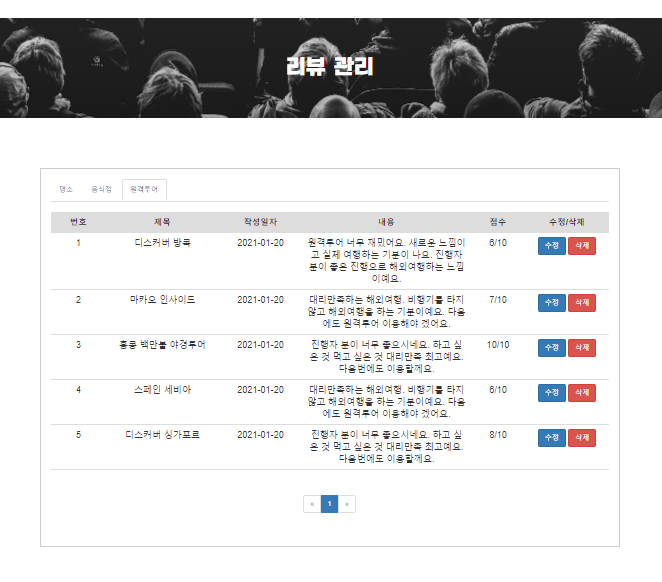 리뷰 관리
명소 음식점 원격투어
번호 제목 작성일자 내용 점수 수정/삭제
1 디스커버 방콕 2021-01-20 원격투어 너무 재밌어요. 새로운 느낌이 6/10 수정 삭제
고 실제 여행하는 기분이 나요. 진행자
분이 좋은 진행으로 해외여행하는 느낌
이예요.
2 마카오 인사이드 2021-01-20 대리만족하는 해외여행. 비행기를 타지 7/10 수정 삭제
않고 해외여행을 하는 기분이예요. 다음
에도 원격투어 이용해야 겠어요.
3 홍콩 백만불 야경투어 2021-01-20 진행자 분이 너무 좋으시네요. 하고 싶 10/10 수정 삭제
은 것 먹고 싶은 것 대리만족 최고예요.
다음번에도 이용할께요.
4 스페인 세비아 2021-01-20 대리만족하는 해외여행. 비행기를 타지 6/10 수정 삭제
않고 해외여행을 하는 기분이예요. 다음
에도 원격투어 이용해야 겠어요.
5 디스커버 싱가포르 2021-01-20 진행자 분이 너무 좋으시네요. 하고 싶 8/10 수정 삭제
은 것 먹고 싶은 것 대리만족 최고예요.
다음번에도 이용할께요.
« 1 »